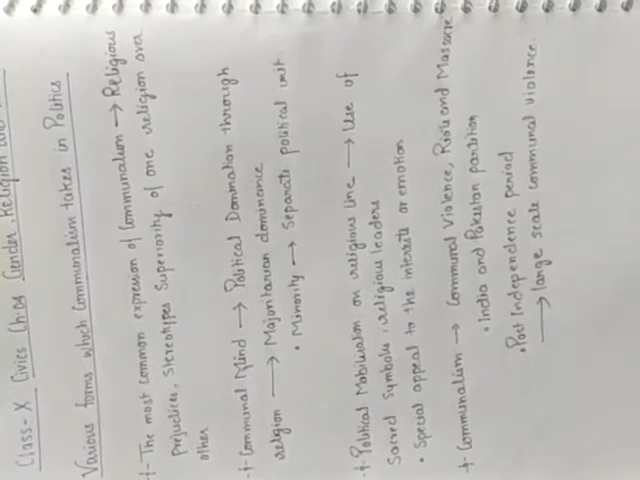 Class-X Civics Ch-04 Gender, Religion and
Various forms which Communalism takes in Politics
+ The most common expression of Communalism → Religious
prejudices, Stereotypes Superiority of one religion over
other
+ Communal Mind → Political Domination through
religion → Majoritarian dominance
• Minority → Separate political unit
+ Political Mobilisation on religious line → Use of
Sacred Symbols, religious leaders
• Special appeal to the interests or emotion
+ Communalism → Communal Violence, Riots and Massacre
• India and Pakistan partition
• Post Independence period
→ large scale communal violence